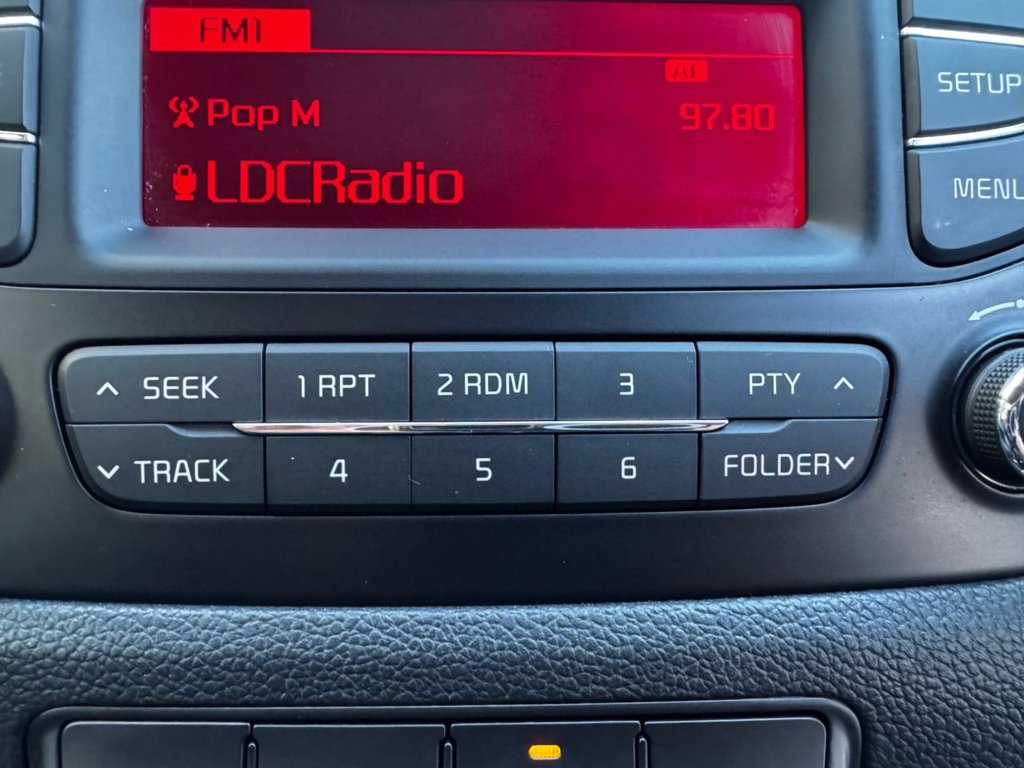 FM1
AF
Pop M 97.80
LDCRadio
SETUP
MENU
SEEK 1 RPT 2 RDM 3 PTY
TRACK 4 5 6 FOLDER